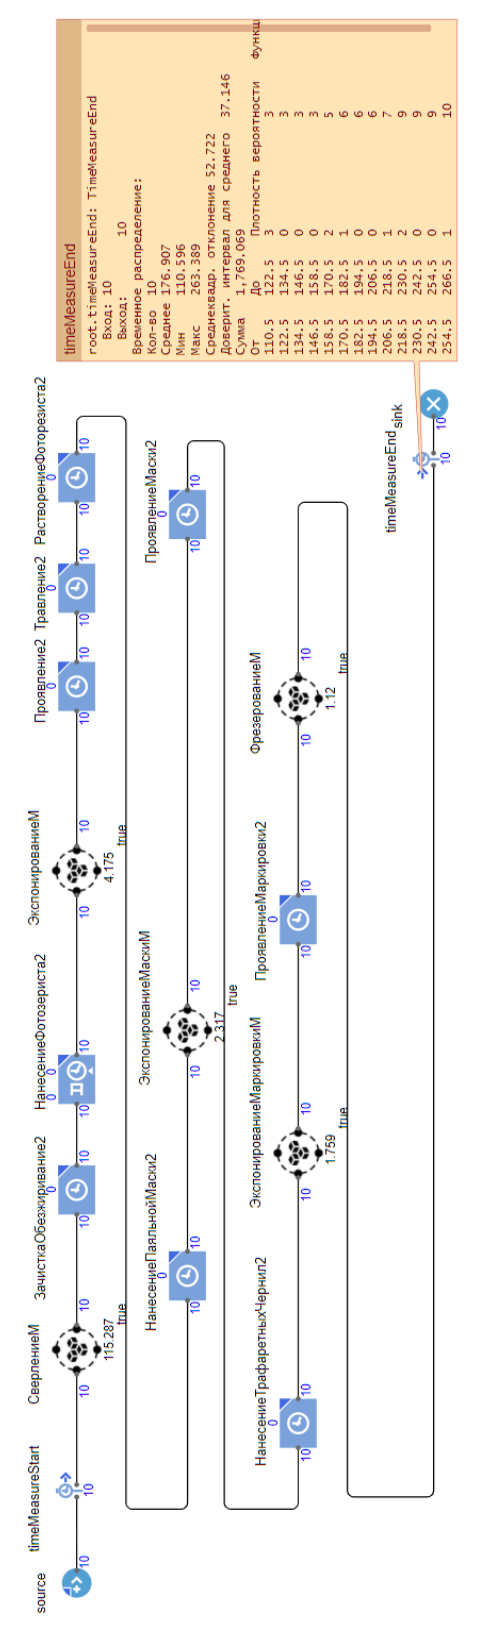 source timeMeasureStart СверлениеМ ЗачисткаОбезжиривание2 НанесениеФотозериста2 ЭкспонированиеМ Проявление2 Травление2 РастворениеФоторезиста2
0 0 0 0 0 0
10 10 10 10 10 10 10 10 10 10 10 10 10 10 10 10
115.287 4.175
true true
НанесениеПаяльнойМаски2 ЭкспонированиеМаскиМ ПроявлениеМаски2
0 0
10 10 10 10 10 10
2.317
true
НанесениеТрафаретныхЧернил2 ЭкспонированиеМаркировкиМ ПроявлениеМаркировки2 ФрезерованиеМ
0 0
10 10 10 10 10 10 10 10
1.759 1.12
true true
timeMeasureEnd sink
10 10 10
timeMeasureEnd
root.timeMeasureEnd: TimeMeasureEnd
Вход: 10
Выход: 10
Временное распределение:
Кол-во 10
Среднее 176.907
Мин 110.596
Макс 263.389
Среднеквадр. отклонение 52.722
Доверит. интервал для среднего 37.146
Сумма 1,769.069
От До Плотность вероятности Функц
110.5 122.5 3 3
122.5 134.5 0 3
134.5 146.5 0 3
146.5 158.5 0 3
158.5 170.5 2 5
170.5 182.5 1 6
182.5 194.5 0 6
194.5 206.5 0 6
206.5 218.5 1 7
218.5 230.5 2 9
230.5 242.5 0 9
242.5 254.5 0 9
254.5 266.5 1 10